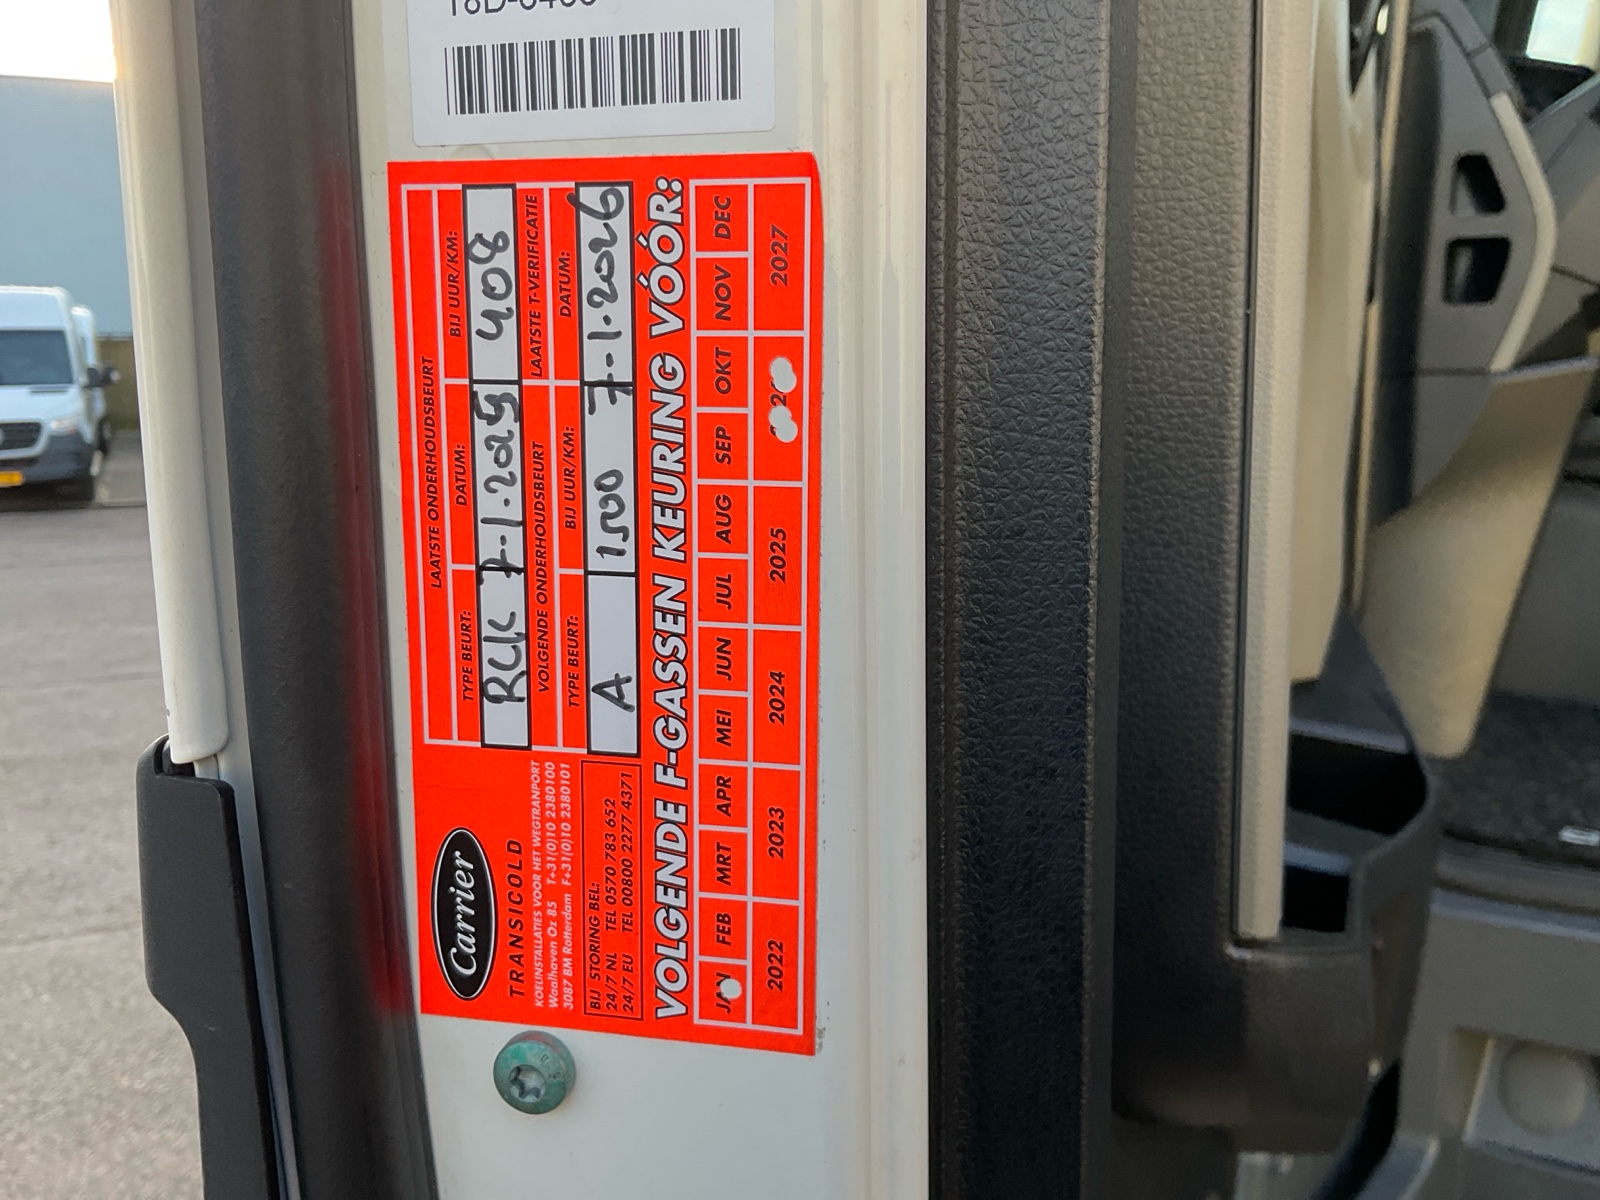 Carrier
TRANSICOLD
KOELINSTALLATIES VOOR HET WEGTRANPORT
Waalhaven Oz 85 T+31(0)10 2380100
3087 BM Rotterdam F+31(0)10 2380101
BIJ STORING BEL:
24/7 NL TEL 0570 783 652
24/7 EU TEL 00800 2277 4371
LAATSTE ONDERHOUDSBEURT
TYPE BEURT: DATUM: BIJ UUR/KM:
RLK 7-1-2025 408
VOLGENDE ONDERHOUDSBEURT LAATSTE T-VERIFICATIE
TYPE BEURT: BIJ UUR/KM: DATUM:
A 1500 7-1-2026
VOLGENDE F-GASSEN KEURING VÓÓR:
JAN FEB MRT APR MEI JUN JUL AUG SEP OKT NOV DEC
2022 2023 2024 2025 2027